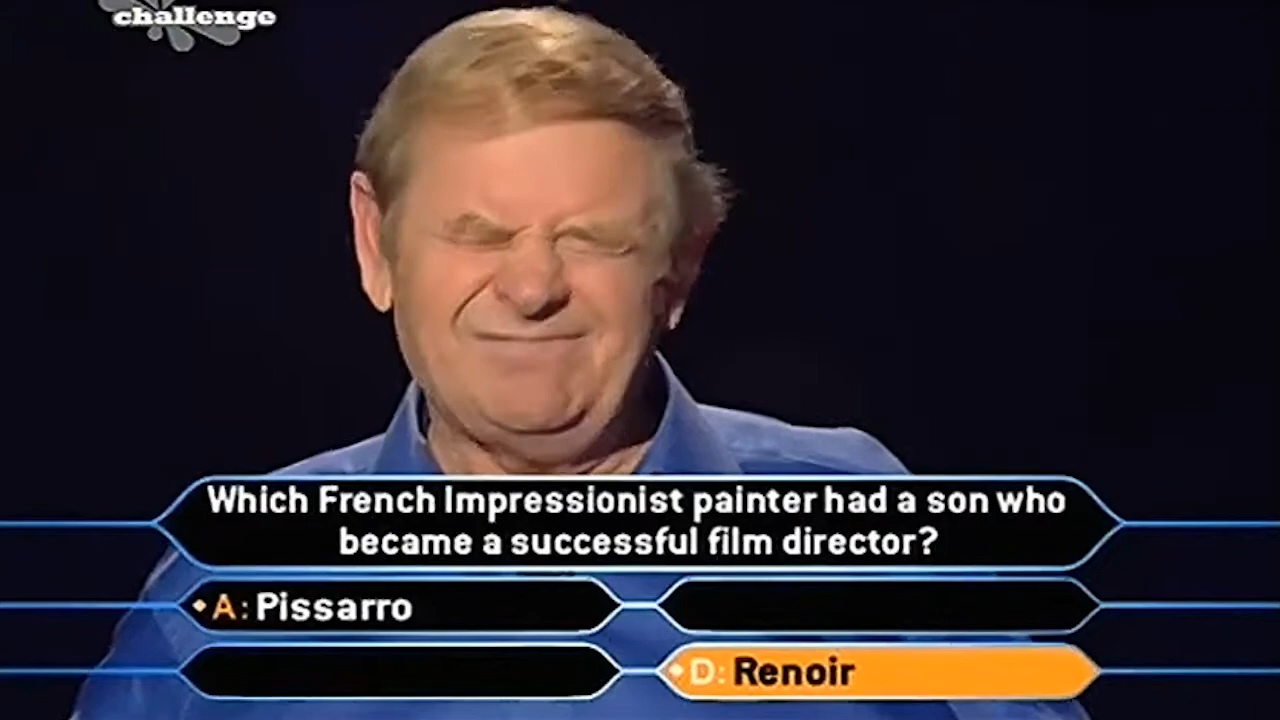 challenge
Which French Impressionist painter had a son who
became a successful film director?
A: Pissarro
D: Renoir